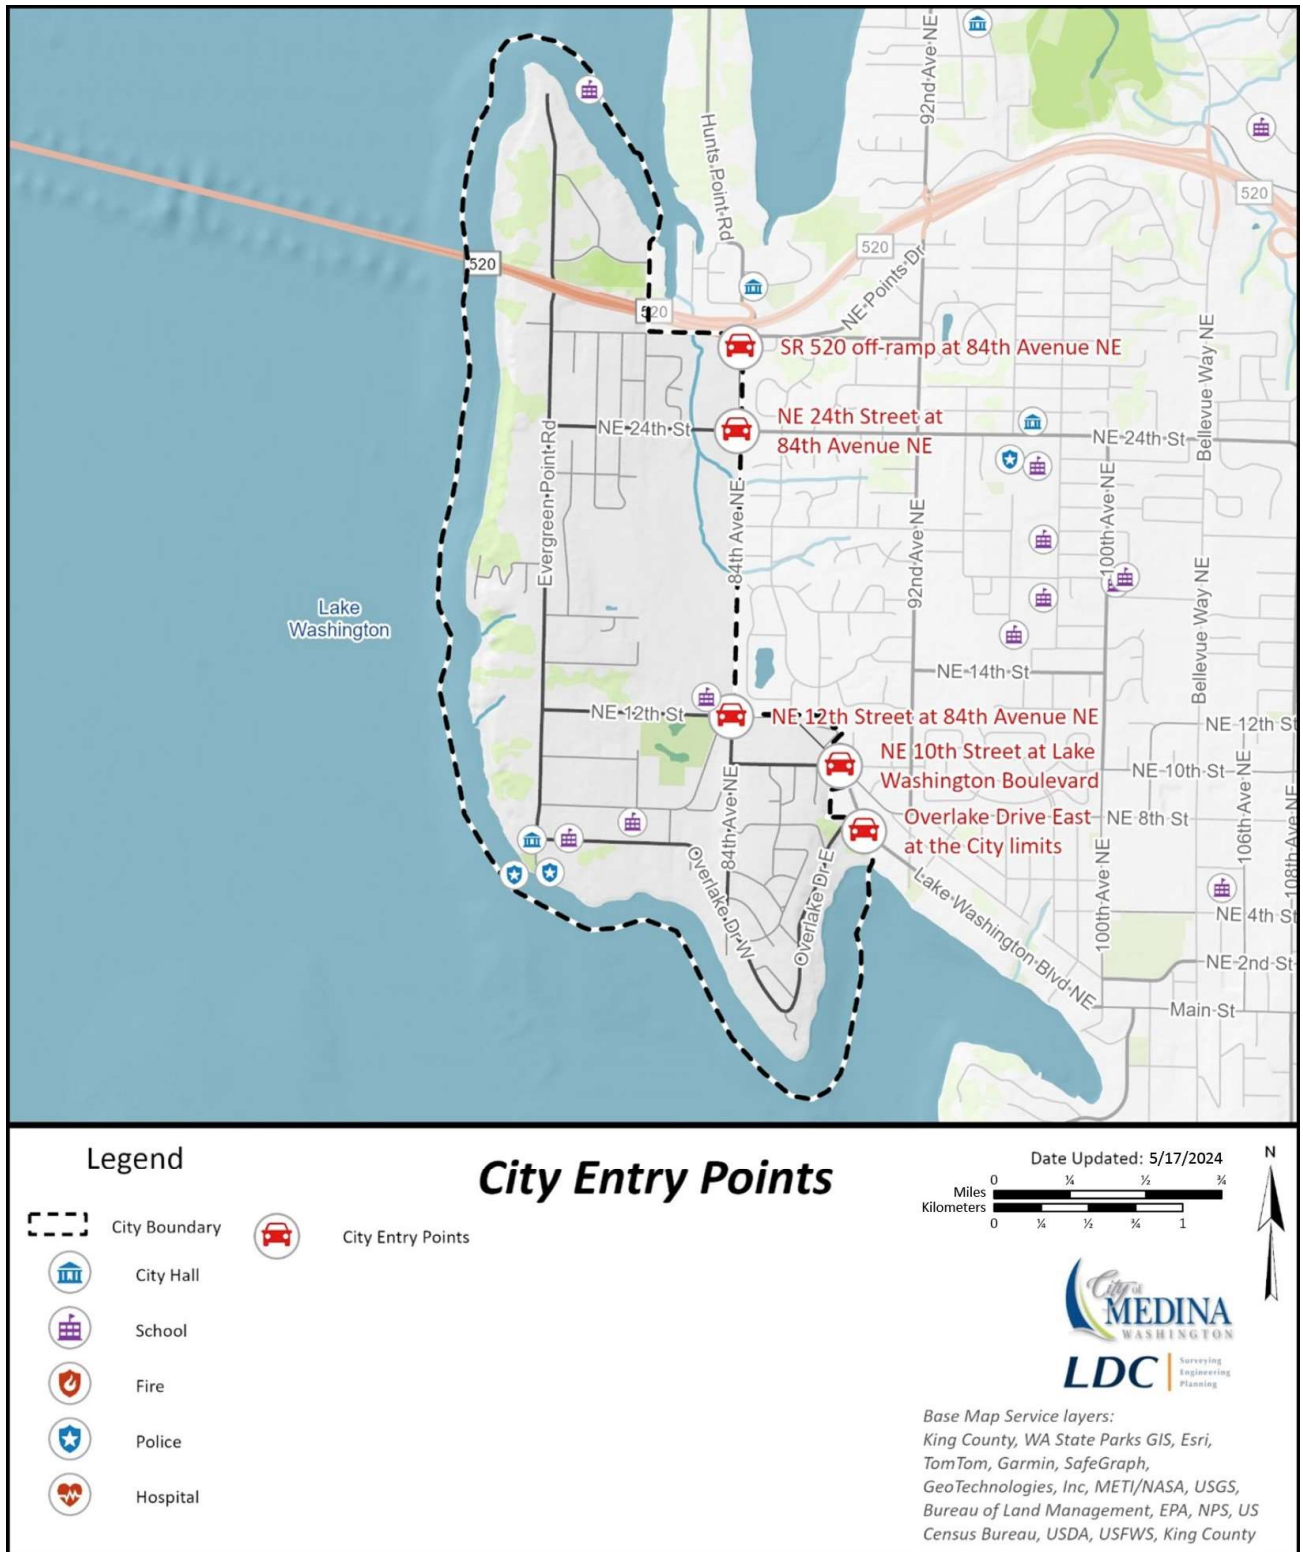 92nd Ave NE
Hunts Point Rd
520
520
520
520
NE Points Dr
SR 520 off-ramp at 84th Avenue NE
Bellevue Way NE
NE 24th Street at
84th Avenue NE
NE 24th St
NE 24th St
Evergreen Point Rd
84th Ave NE
92nd Ave NE
100th Ave NE
Bellevue Way NE
Lake
Washington
NE 14th St
NE 12th St
NE 12th Street at 84th Avenue NE
NE 12th St
NE 10th Street at Lake
Washington Boulevard
NE 10th St
84th Ave NE
Overlake Drive East
at the City limits
NE 8th St
106th Ave NE
108th Ave NE
Overlake Dr W
Overlake Dr E
100th Ave NE
Lake Washington Blvd NE
NE 4th St
NE 2nd St
Main St
Legend
City Boundary
City Hall
School
Fire
Police
Hospital
City Entry Points
City Entry Points
Date Updated: 5/17/2024
N
0 ¼ ½ ¾
Miles
Kilometers
0 ¼ ½ ¾ 1
City of
MEDINA
WASHINGTON
LDC
Surveying
Engineering
Planning
Base Map Service layers:
King County, WA State Parks GIS, Esri,
TomTom, Garmin, SafeGraph,
GeoTechnologies, Inc, METI/NASA, USGS,
Bureau of Land Management, EPA, NPS, US
Census Bureau, USDA, USFWS, King County